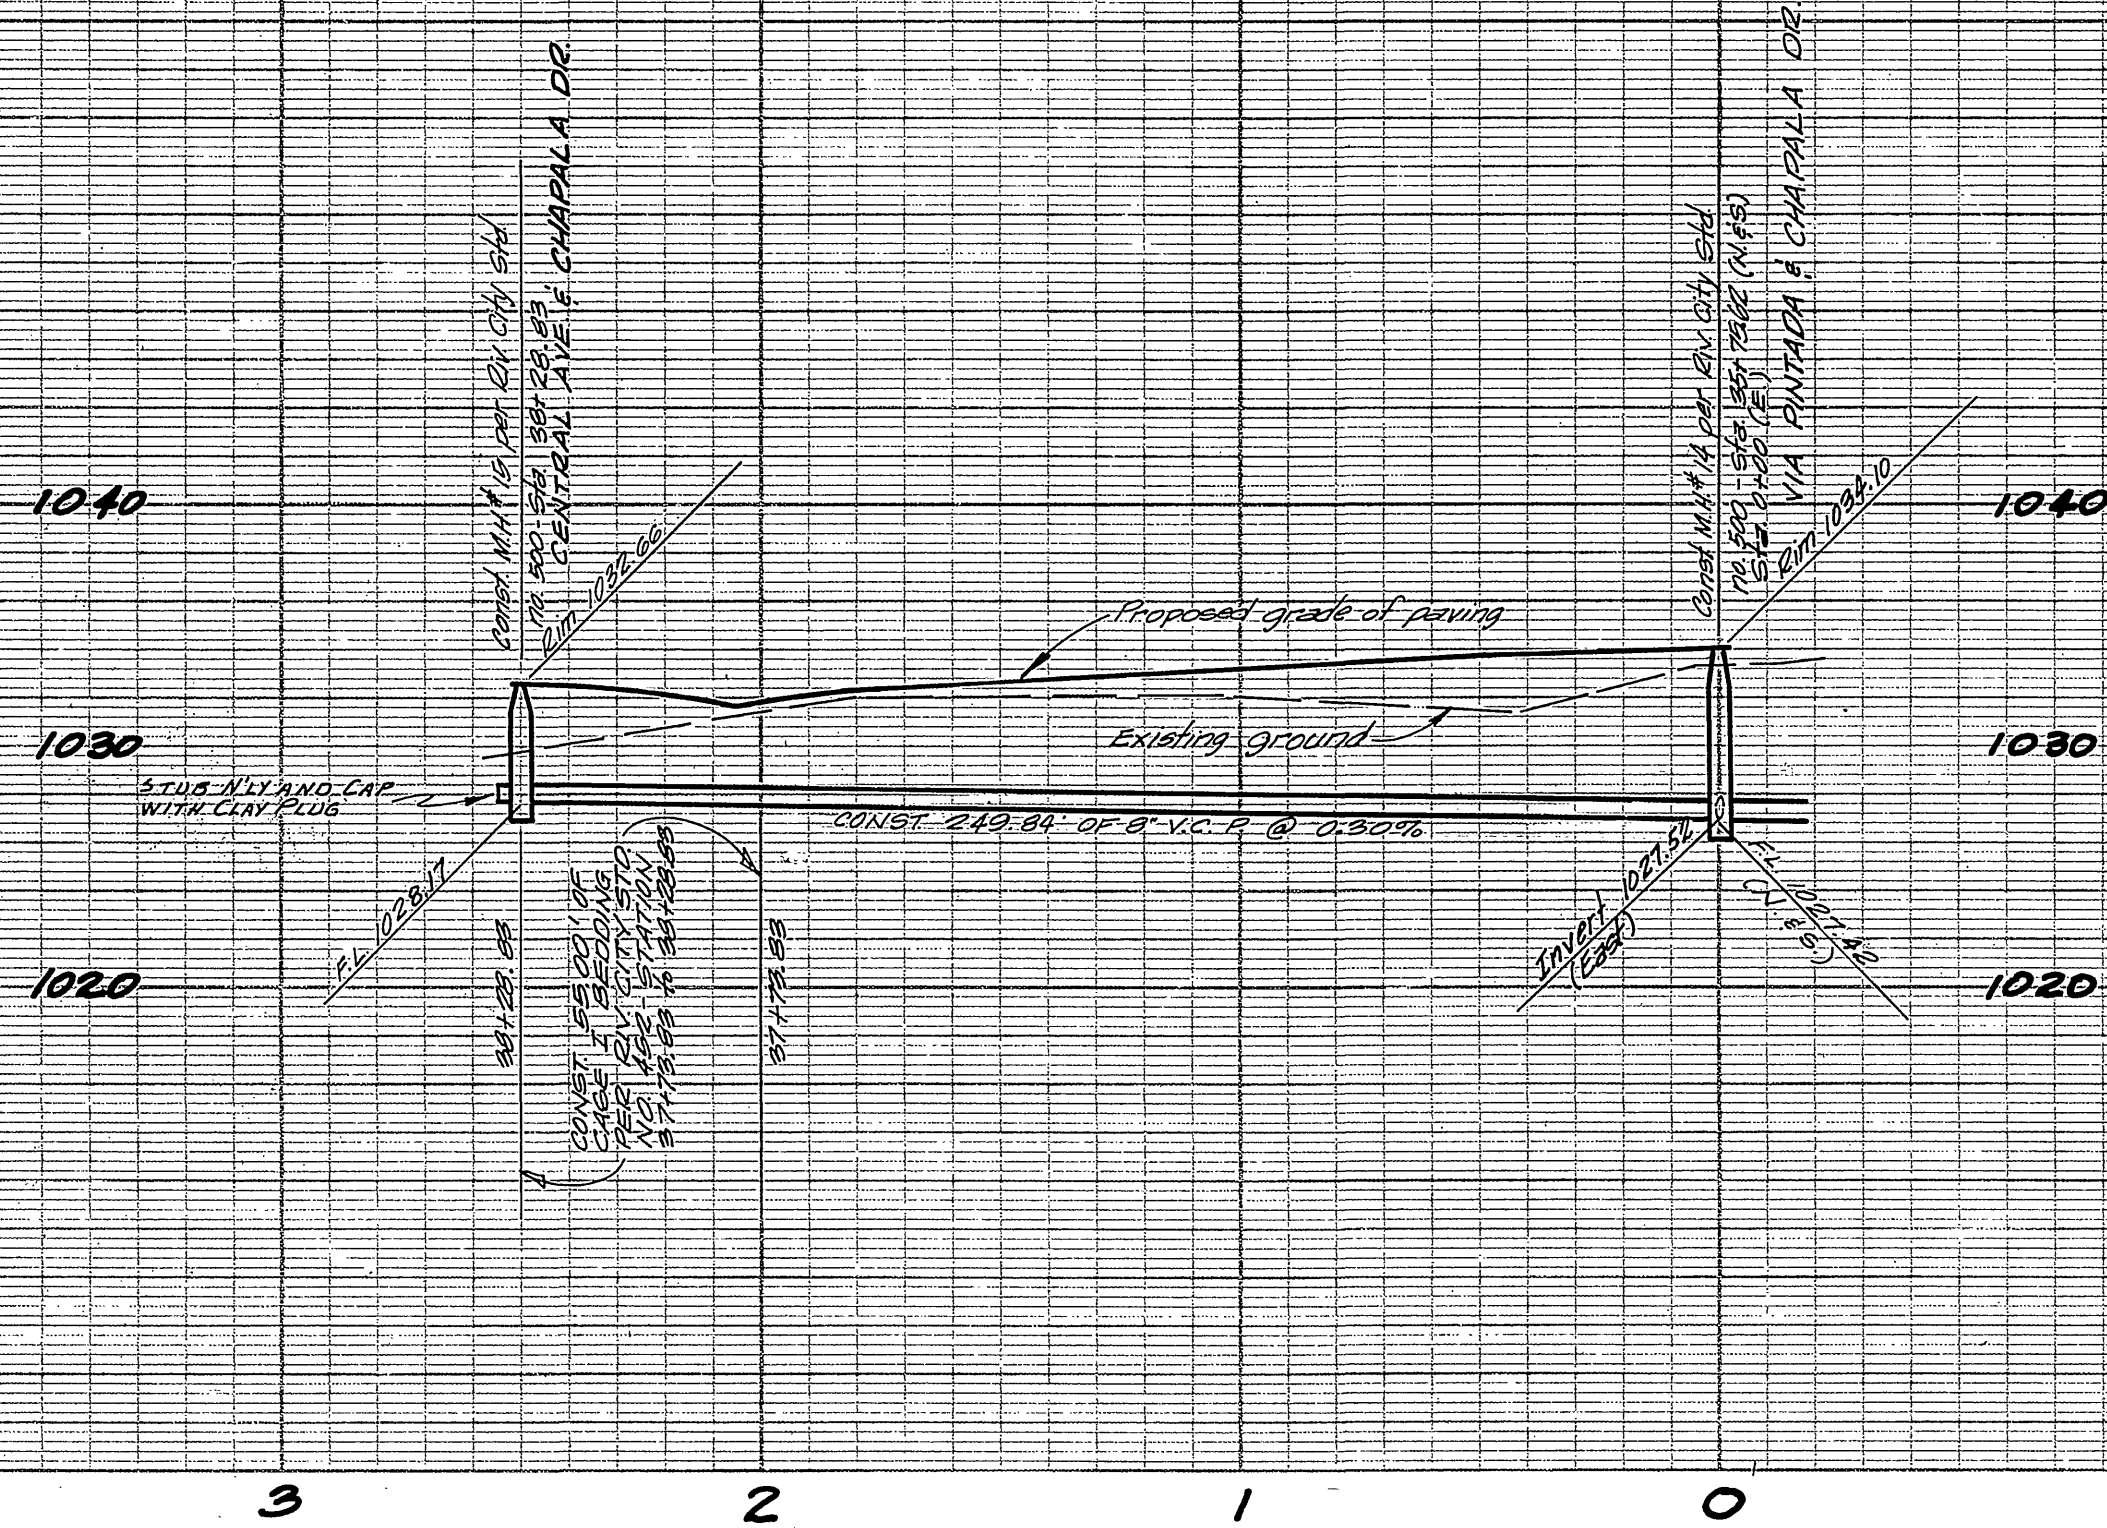 Const. M.H.# 15 per Riv. City Std.
no. 500 - Sta. 38+28.83
CENTRAL AVE. & CHAPALA DR.
Rim 1032.66
Const. M.H.# 14 per Riv. City Std.
no. 500 - Sta. 35+79.62 (N.&S)
Sta. 0+00 (E.)
VIA PINTADA & CHAPALA DR.
Rim 1034.10
1040
1040
Proposed grade of paving
Existing ground
1030
1030
STUB N'LY AND CAP
WITH CLAY PLUG
CONST. 249.84' OF 8" V.C.P. @ 0.30%
F.L. 1028.17
38+28.83
CONST. 55.00' OF
CASE I BEDDING
PER RIV. CITY STD.
NO. 452 - STATION
37+73.83 to 38+28.83
37+73.83
Invert 1027.52
(East)
F.L. 1027.42
(N. & S.)
1020
1020
3
2
1
0